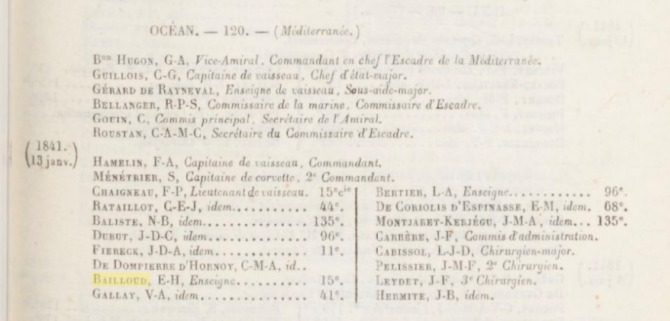 OCÉAN. — 120. — (Méditerranée.)
Bon HUGON, G-A, Vice-Amiral, Commandant en chef l'Escadre de la Méditerranée.
GUILLOIS, C-G, Capitaine de vaisseau, Chef d'état-major.
GÉRARD DE RAYNEVAL, Enseigne de vaisseau, Sous-aide-major.
BELLANGER, R-P-S, Commissaire de la marine, Commissaire d'Escadre.
GOUIN, C, Commis principal, Secrétaire de l'Amiral.
ROUSTAN, C-A-M-C, Secrétaire du Commissaire d'Escadre.
(1841. 13 janv.)
HAMELIN, F-A, Capitaine de vaisseau, Commandant.
MÉNÉTRIER, S, Capitaine de corvette, 2e Commandant.
CHAIGNEAU, F-P, Lieutenant de vaisseau. 15e cie
RATAILLOT, C-E-J, idem........... 44e.
BALISTE, N-B, idem............... 135e.
DUBUT, J-D-C, idem............... 96e.
FIERECK, J-D-A, idem............. 11e.
DE DOMPIERRE D'HORNOY, C-M-A, id..
BAILLOUD, E-H, Enseigne.......... 15e.
GALLAY, V-A, idem................ 41e.
BERTIER, L-A, Enseigne........... 96e.
DE CORIOLIS D'ESPINASSE, E-M, idem. 68e.
MONTJARET-KERJÉGU, J-M-A, idem... 135e.
CARRÈRE, J-F, Commis d'administration.
CABISSOL, L-J-D, Chirurgien-major.
PELISSIER, J-M-F, 2e Chirurgien.
LEYDET, J-F, 3e Chirurgien.
HERMITE, J-B, idem.